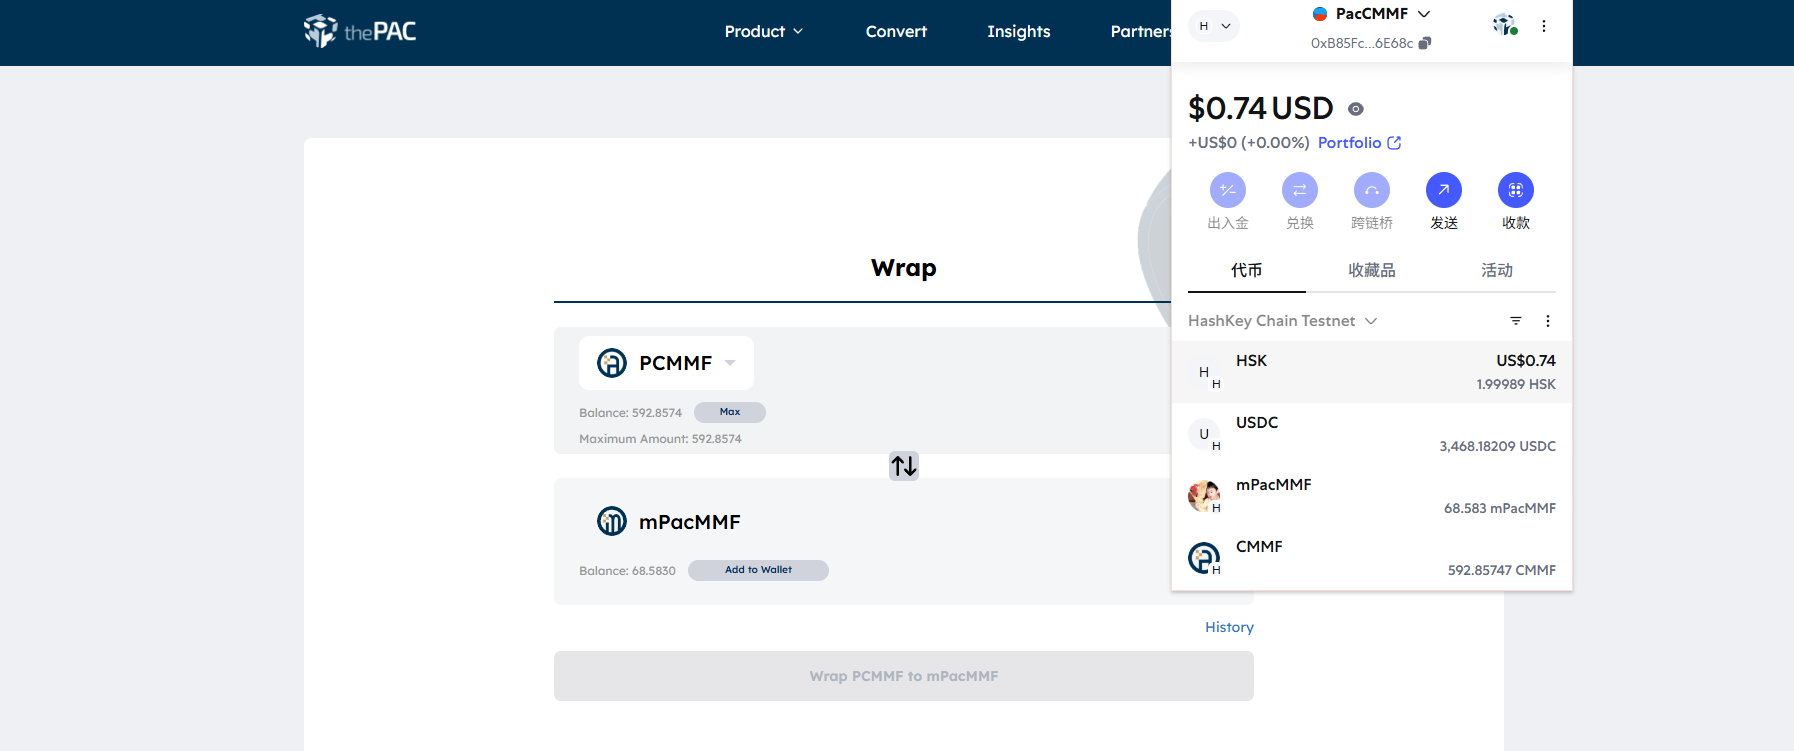 thePAC
Product
Convert
Insights
Partners
Wrap
PCMMF
Balance: 592.8574
Max
Maximum Amount: 592.8574
mPacMMF
Balance: 68.5830
Add to Wallet
History
Wrap PCMMF to mPacMMF
H
PacCMMF
0xB85Fc...6E68c
$0.74 USD
+US$0 (+0.00%) Portfolio
出入金
兑换
跨链桥
发送
收款
代币
收藏品
活动
HashKey Chain Testnet
H
H
HSK
US$0.74
1.99989 HSK
U
H
USDC
3,468.18209 USDC
H
mPacMMF
68.583 mPacMMF
H
CMMF
592.85747 CMMF